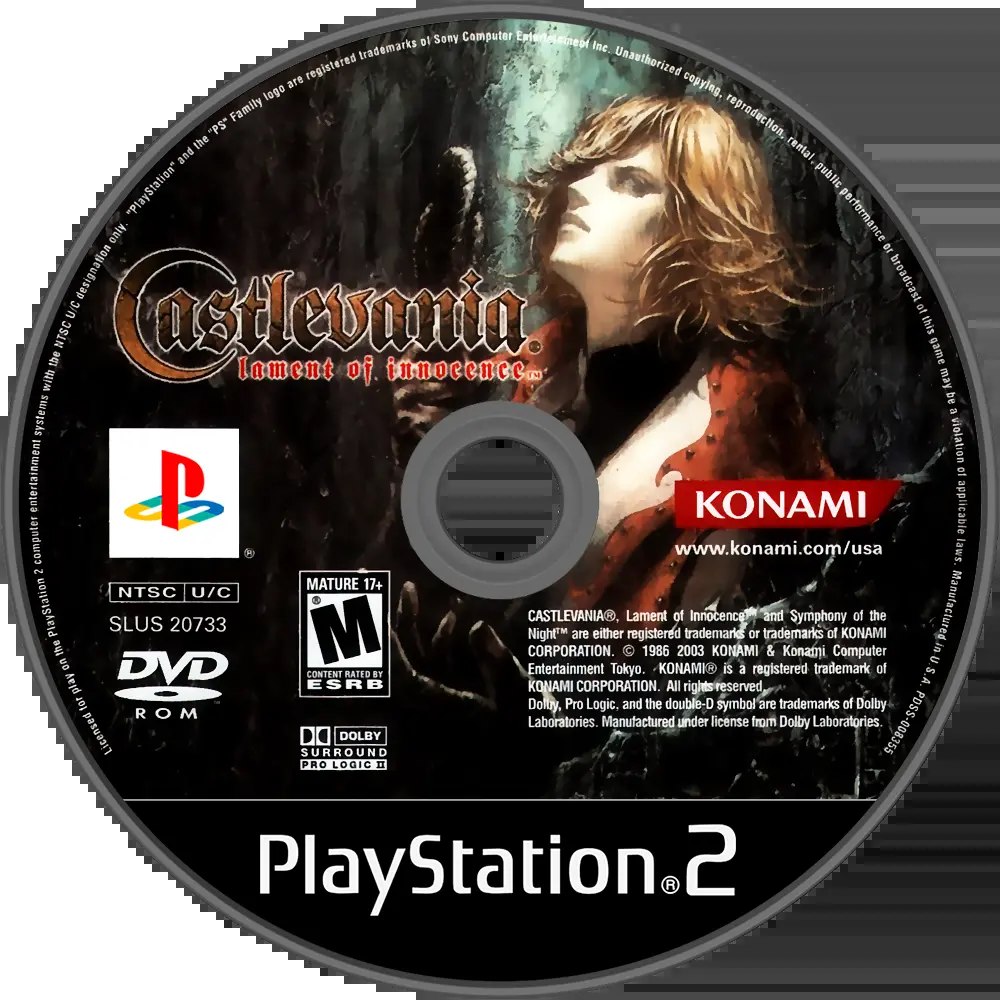 Licensed for play on the PlayStation 2 computer entertainment systems with the NTSC U/C designation only. "PlayStation" and the "PS" Family logo are registered trademarks of Sony Computer Entertainment Inc. Unauthorized copying, reproduction, rental, public performance or broadcast of this game may be a violation of applicable laws. Manufactured in U.S.A. PDSS-008355
Castlevania®
lament of innocence™
®
KONAMI
www.konami.com/usa
NTSC U/C
SLUS 20733
DVD
ROM
MATURE 17+
® M
CONTENT RATED BY
ESRB
DOLBY
SURROUND
PRO LOGIC II
CASTLEVANIA®, Lament of Innocence™ and Symphony of the
Night™ are either registered trademarks or trademarks of KONAMI
CORPORATION. © 1986 2003 KONAMI & Konami Computer
Entertainment Tokyo. KONAMI® is a registered trademark of
KONAMI CORPORATION. All rights reserved.
Dolby, Pro Logic, and the double-D symbol are trademarks of Dolby
Laboratories. Manufactured under license from Dolby Laboratories.
PlayStation®2